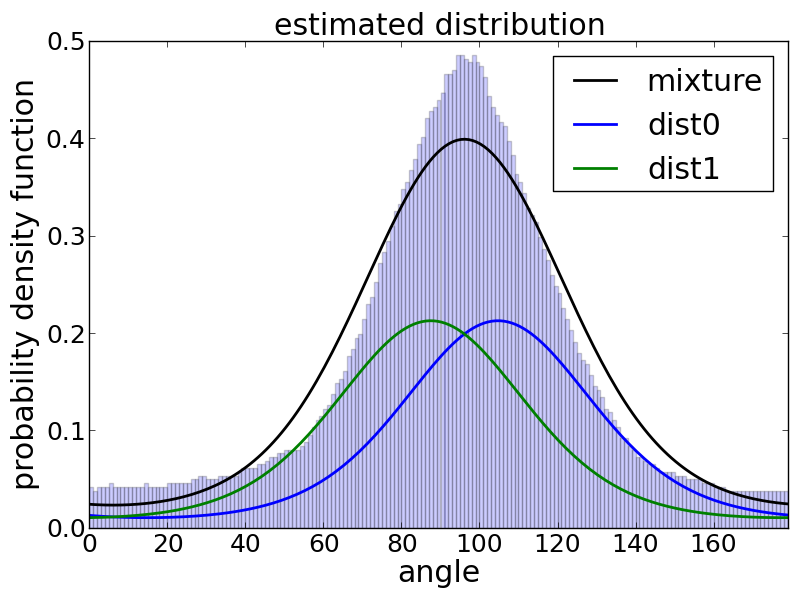 estimated distribution
probability density function
0.5
0.4
0.3
0.2
0.1
0.0
mixture
dist0
dist1
0 20 40 60 80 100 120 140 160
angle